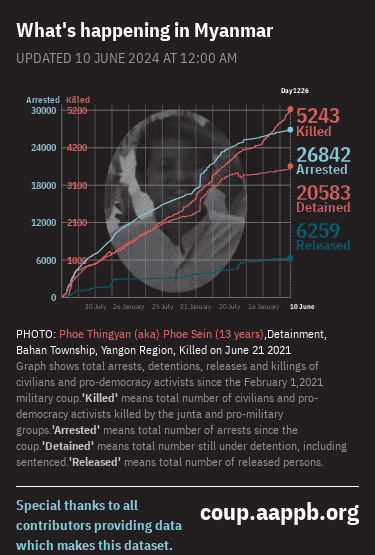 What's happening in Myanmar
UPDATED 10 JUNE 2024 AT 12:00 AM
Day1226
Arrested Killed
30000 5200
24000 4200
18000 3100
12000 2100
6000 1000
0
5243
Killed
26842
Arrested
20583
Detained
6259
Released
30 July 26 January 25 July 21 January 20 July 16 January 10 June
PHOTO: Phoe Thingyan (aka) Phoe Sein (13 years),Detainment,
Bahan Township, Yangon Region, Killed on June 21 2021
Graph shows total arrests, detentions, releases and killings of
civilians and pro-democracy activists since the February 1,2021
military coup.'Killed' means total number of civilians and pro-
democracy activists killed by the junta and pro-military
groups.'Arrested' means total number of arrests since the
coup.'Detained' means total number still under detention, including
sentenced.'Released' means total number of released persons.
Special thanks to all
contributors providing data
which makes this dataset.
coup.aappb.org